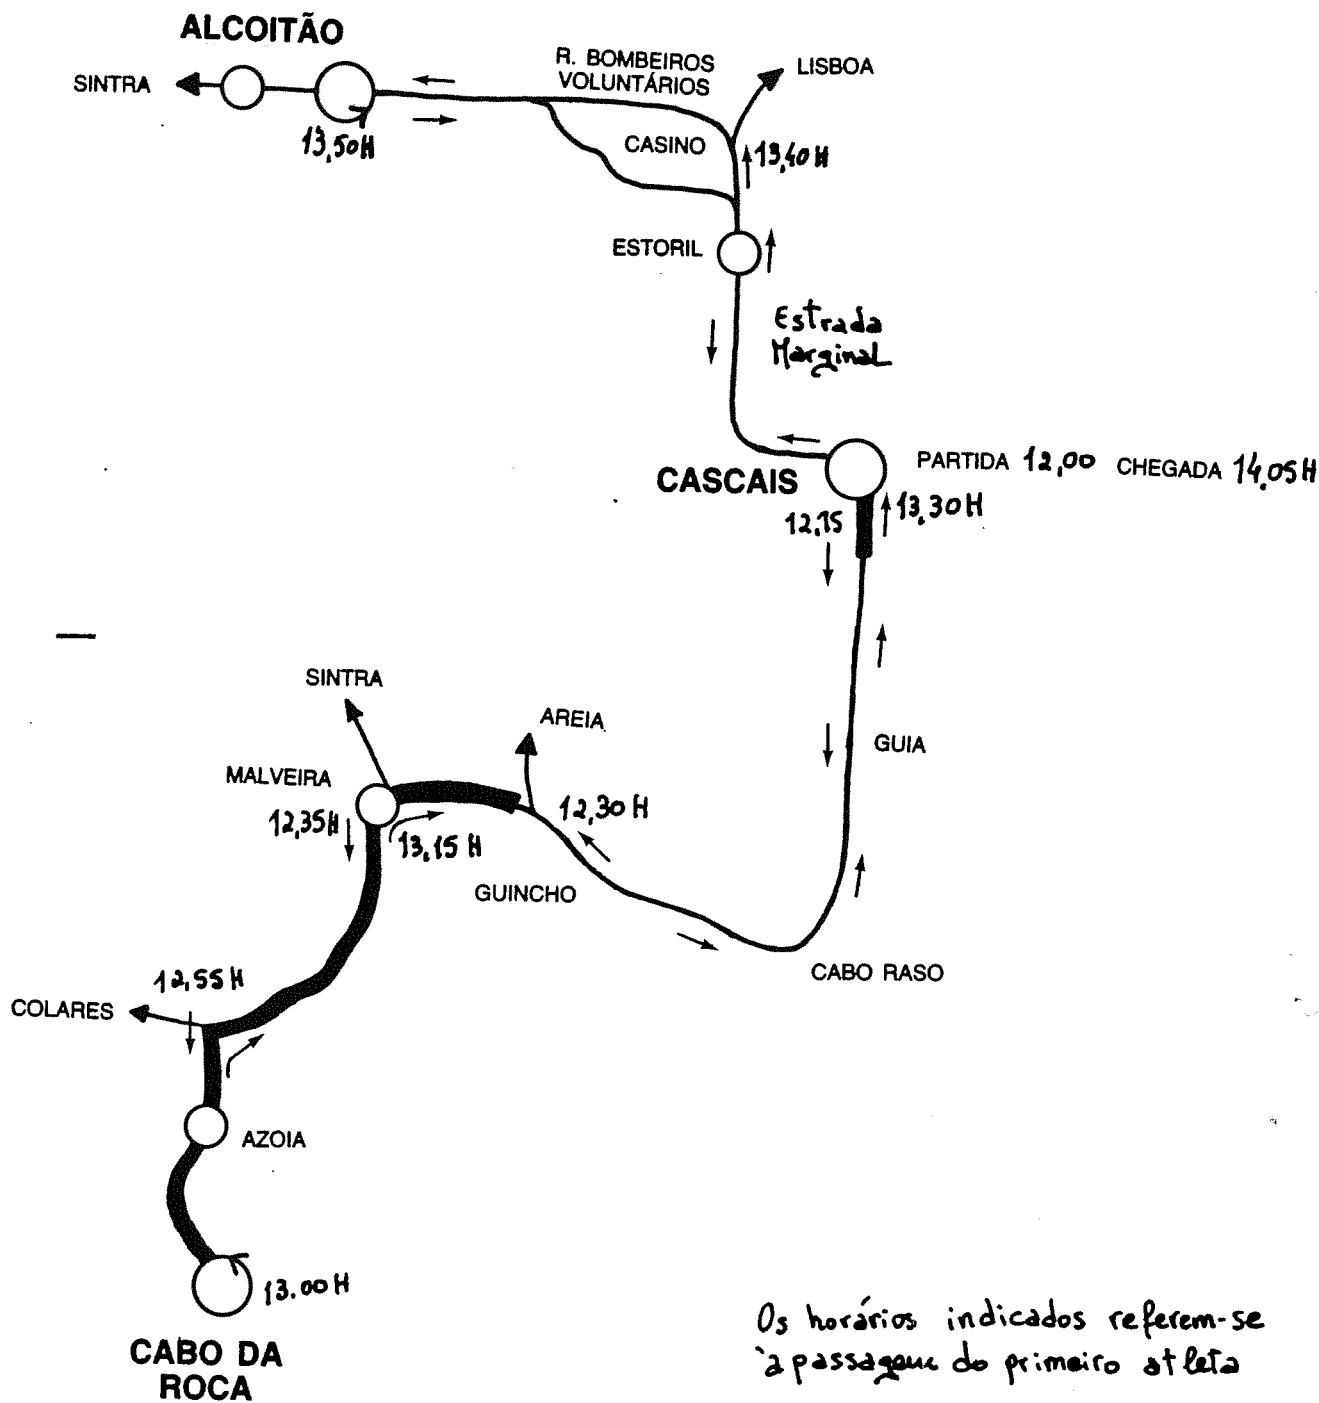 ALCOITÃO
SINTRA
R. BOMBEIROS
VOLUNTÁRIOS
LISBOA
13,50H
CASINO
13,40H
ESTORIL
Estrada
Marginal
CASCAIS
PARTIDA 12,00 CHEGADA 14,05H
12,15
13,30H
SINTRA
AREIA
GUIA
MALVEIRA
12,35H
13,15H
12,30H
GUINCHO
CABO RASO
12,55H
COLARES
AZOIA
13.00H
CABO DA
ROCA
Os horários indicados referem-se
à passagem do primeiro atleta